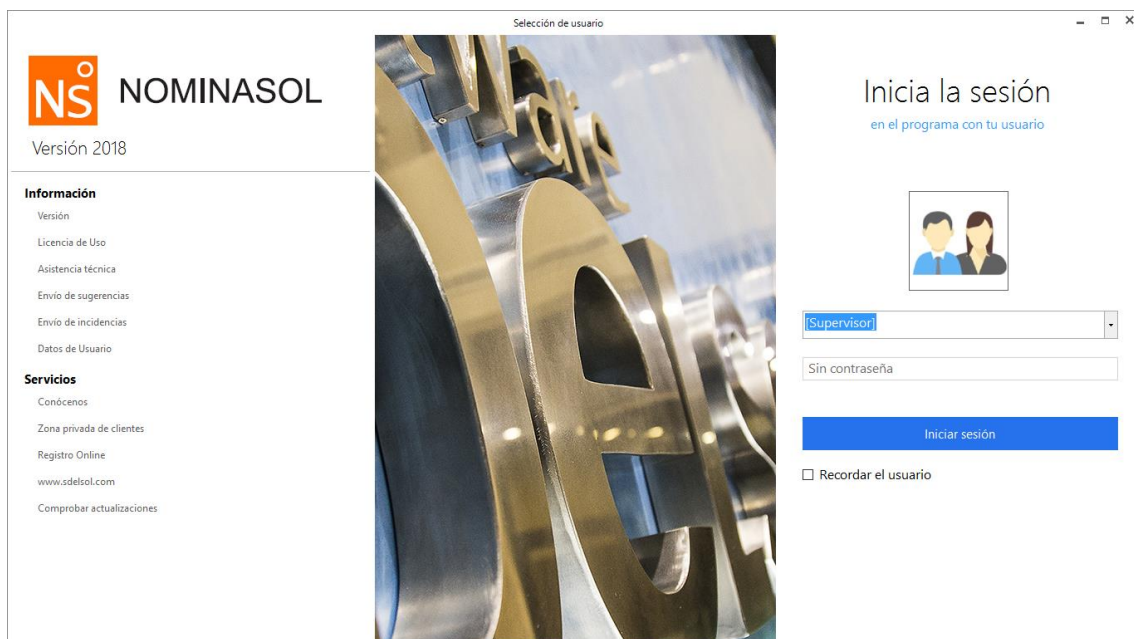 Selección de usuario
NS
NOMINASOL
Versión 2018
Información
Versión
Licencia de Uso
Asistencia técnica
Envío de sugerencias
Envío de incidencias
Datos de Usuario
Servicios
Conócenos
Zona privada de clientes
Registro Online
www.sdelsol.com
Comprobar actualizaciones
Inicia la sesión
en el programa con tu usuario
[Supervisor]
Sin contraseña
Iniciar sesión
Recordar el usuario